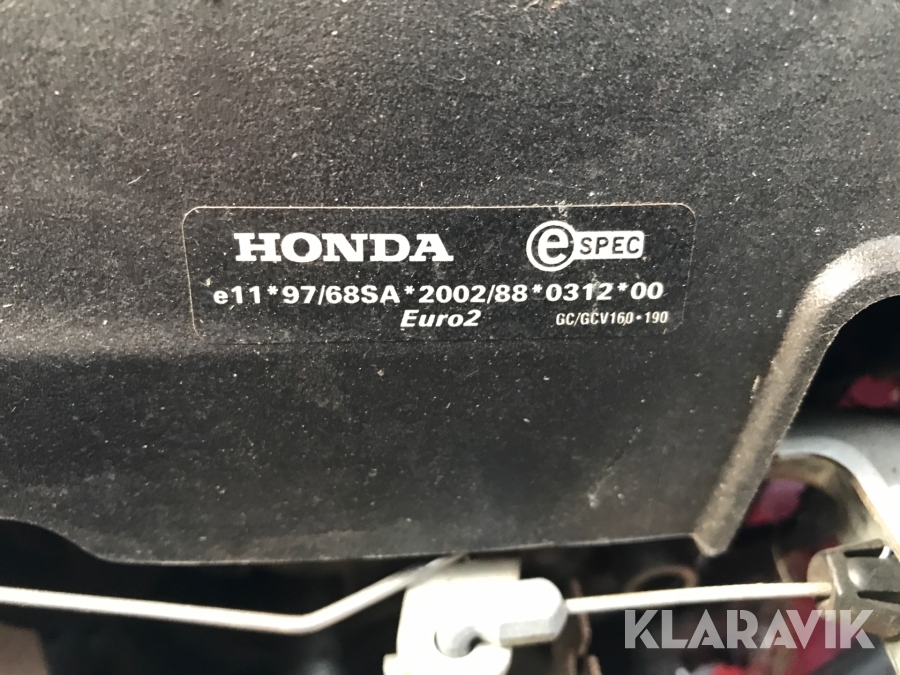 HONDA e SPEC
e11*97/68SA*2002/88*0312*00
Euro2 GC/GCV160・190
KLARAVIK